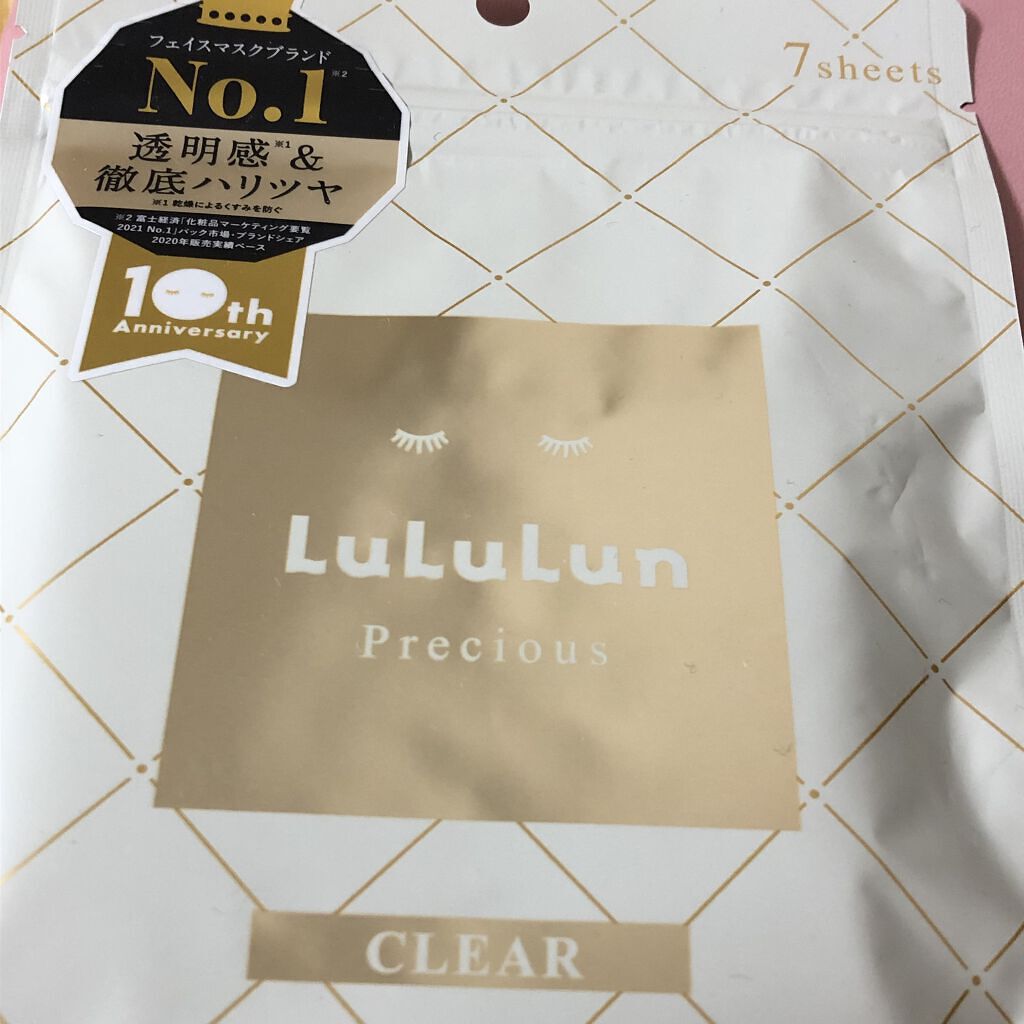 フェイスマスクブランド
No.1※2
透明感※1&
徹底ハリツヤ
※1 乾燥によるくすみを防ぐ
※2 富士経済「化粧品マーケティング要覧
2021 No.1」パック市場・ブランドシェア
2020年販売実績ベース
10th
Anniversary
7sheets
LuLuLun
Precious
CLEAR